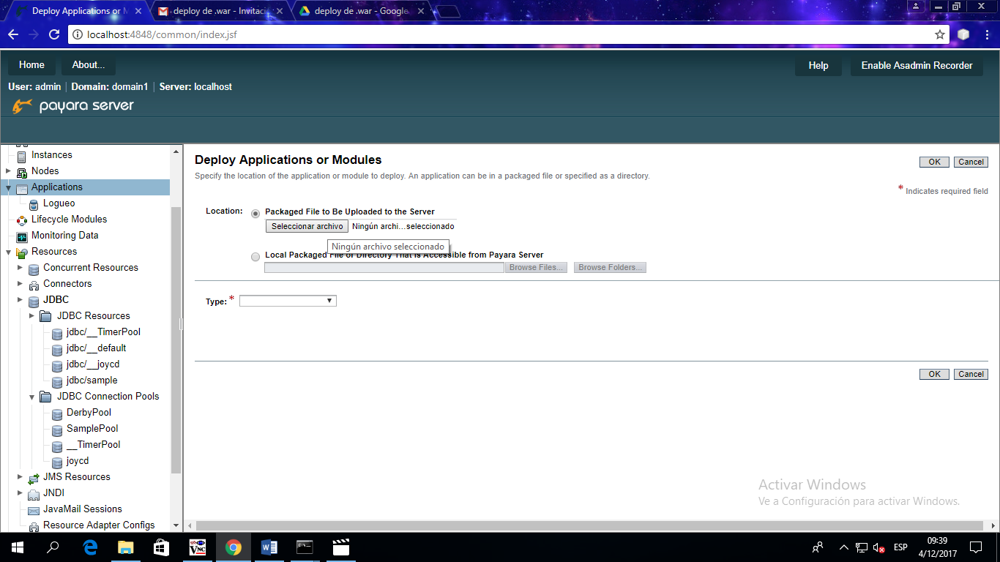 Deploy Applications or M
deploy de .war - Invitaci
deploy de .war - Google
localhost:4848/common/index.jsf
Home
About...
Help
Enable Asadmin Recorder
User: admin | Domain: domain1 | Server: localhost
payara server
Instances
Nodes
Applications
Logueo
Lifecycle Modules
Monitoring Data
Resources
Concurrent Resources
Connectors
JDBC
JDBC Resources
jdbc/__TimerPool
jdbc/__default
jdbc/__joycd
jdbc/sample
JDBC Connection Pools
DerbyPool
SamplePool
__TimerPool
joycd
JMS Resources
JNDI
JavaMail Sessions
Resource Adapter Configs
Deploy Applications or Modules
OK
Cancel
Specify the location of the application or module to deploy. An application can be in a packaged file or specified as a directory.
* Indicates required field
Location:
Packaged File to Be Uploaded to the Server
Seleccionar archivo
Ningún archi...seleccionado
Ningún archivo seleccionado
Local Packaged File or Directory That Is Accessible from Payara Server
Browse Files...
Browse Folders...
Type: *
OK
Cancel
Activar Windows
Ve a Configuración para activar Windows.
VNC
ESP
09:39
4/12/2017